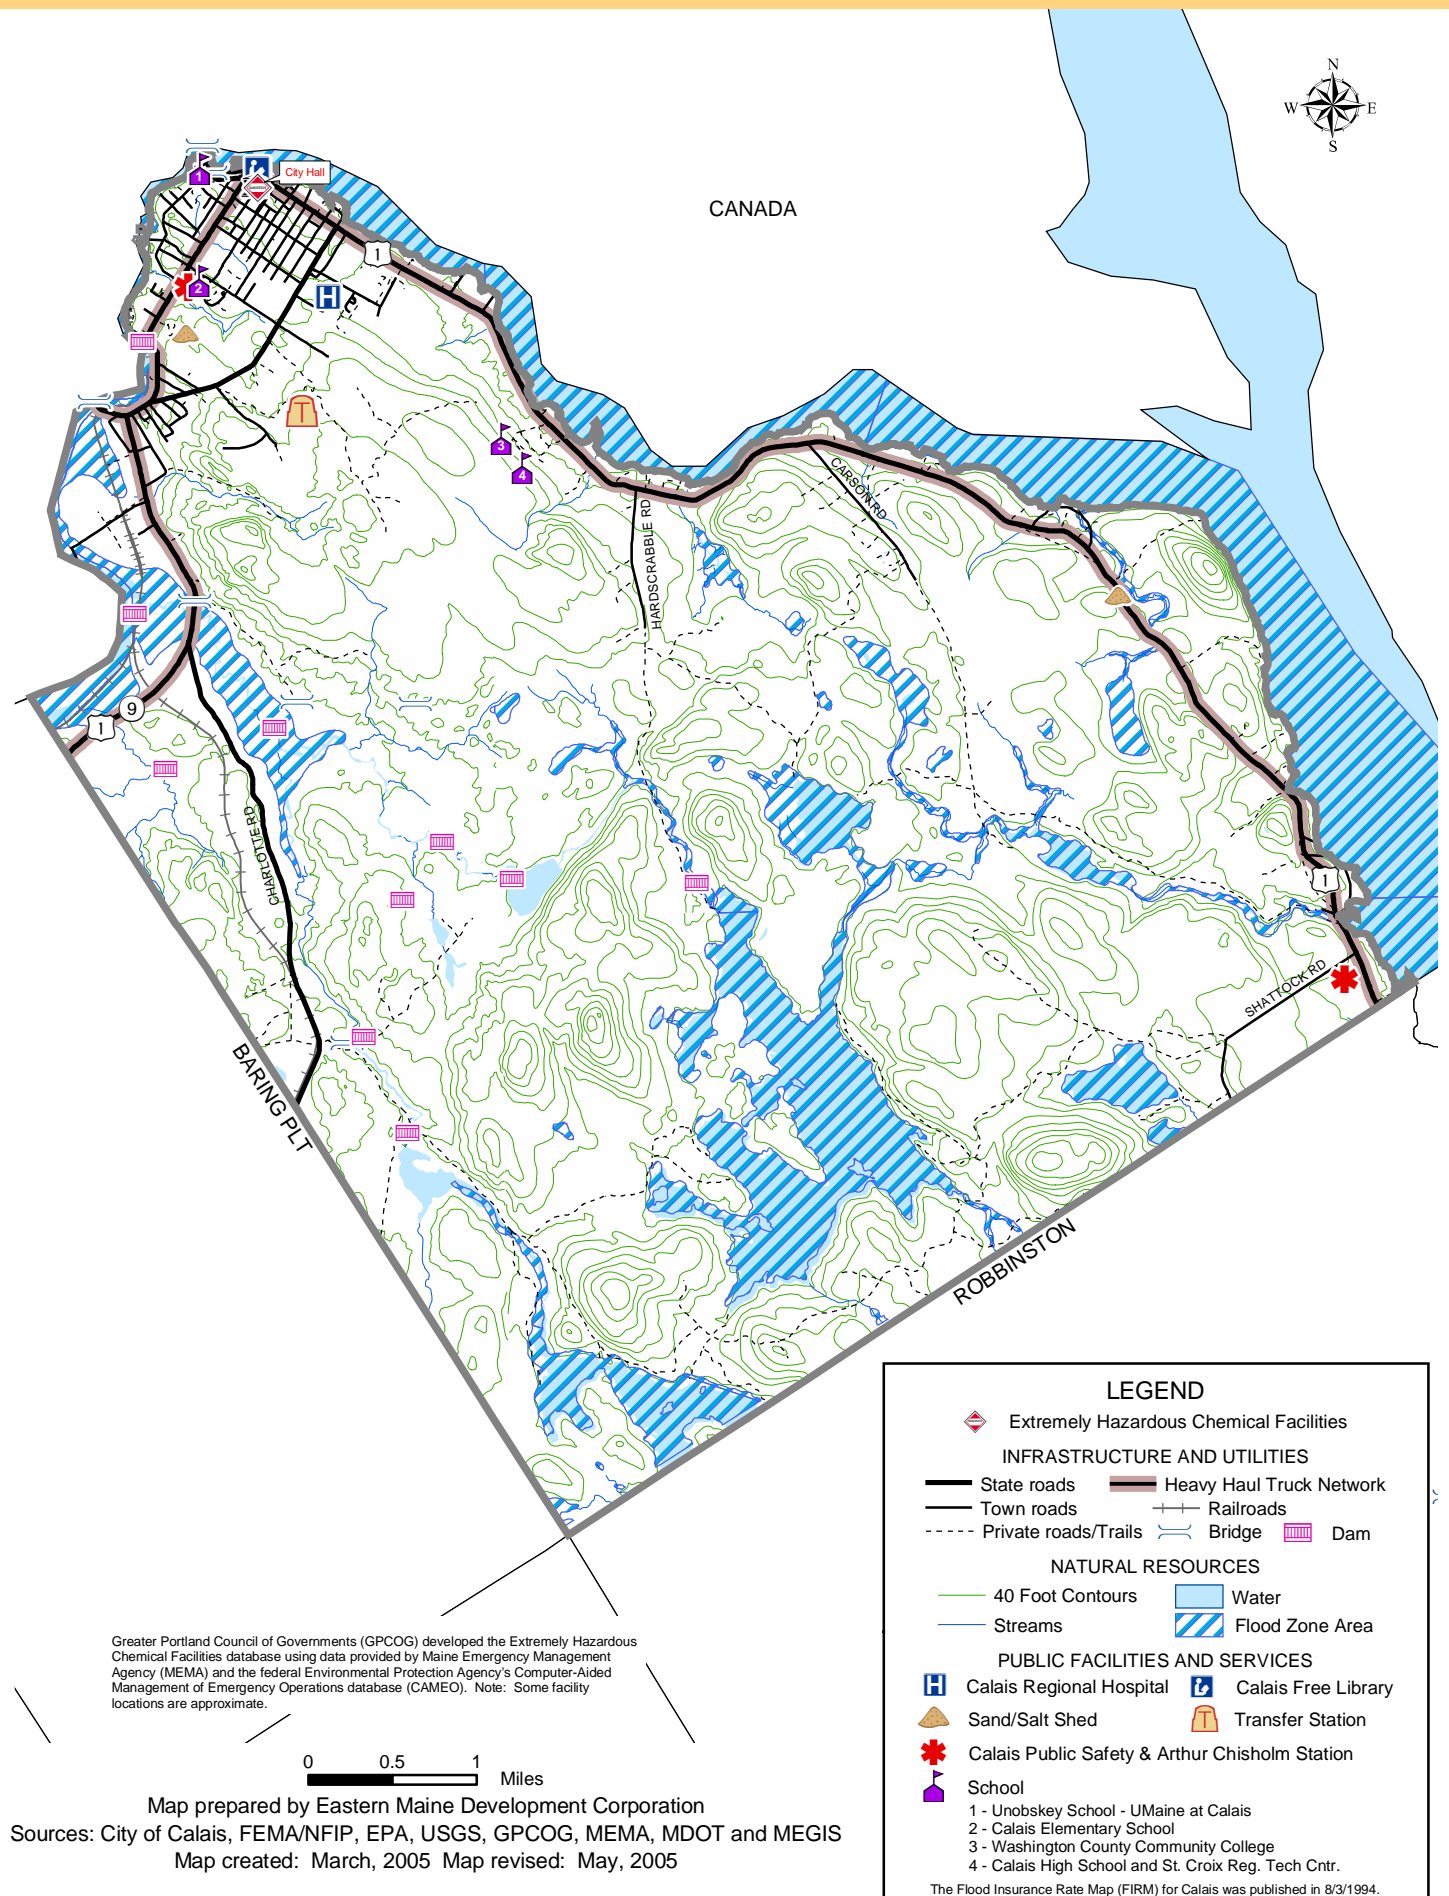 N
W E
S
CANADA
City Hall
1
1
2
H
T
3
4
CARSON RD
HARDSCRABBLE RD
9
1
CHARLOTTE RD
1
SHATTOCK RD
BARING PLT
ROBBINSTON
LEGEND
Extremely Hazardous Chemical Facilities
INFRASTRUCTURE AND UTILITIES
State roads Heavy Haul Truck Network
Town roads Railroads
Private roads/Trails Bridge Dam
NATURAL RESOURCES
40 Foot Contours Water
Streams Flood Zone Area
PUBLIC FACILITIES AND SERVICES
H Calais Regional Hospital Calais Free Library
Sand/Salt Shed T Transfer Station
Calais Public Safety & Arthur Chisholm Station
School
1 - Unobskey School - UMaine at Calais
2 - Calais Elementary School
3 - Washington County Community College
4 - Calais High School and St. Croix Reg. Tech Cntr.
The Flood Insurance Rate Map (FIRM) for Calais was published in 8/3/1994.
Greater Portland Council of Governments (GPCOG) developed the Extremely Hazardous
Chemical Facilities database using data provided by Maine Emergency Management
Agency (MEMA) and the federal Environmental Protection Agency's Computer-Aided
Management of Emergency Operations database (CAMEO). Note: Some facility
locations are approximate.
0 0.5 1
Miles
Map prepared by Eastern Maine Development Corporation
Sources: City of Calais, FEMA/NFIP, EPA, USGS, GPCOG, MEMA, MDOT and MEGIS
Map created: March, 2005 Map revised: May, 2005